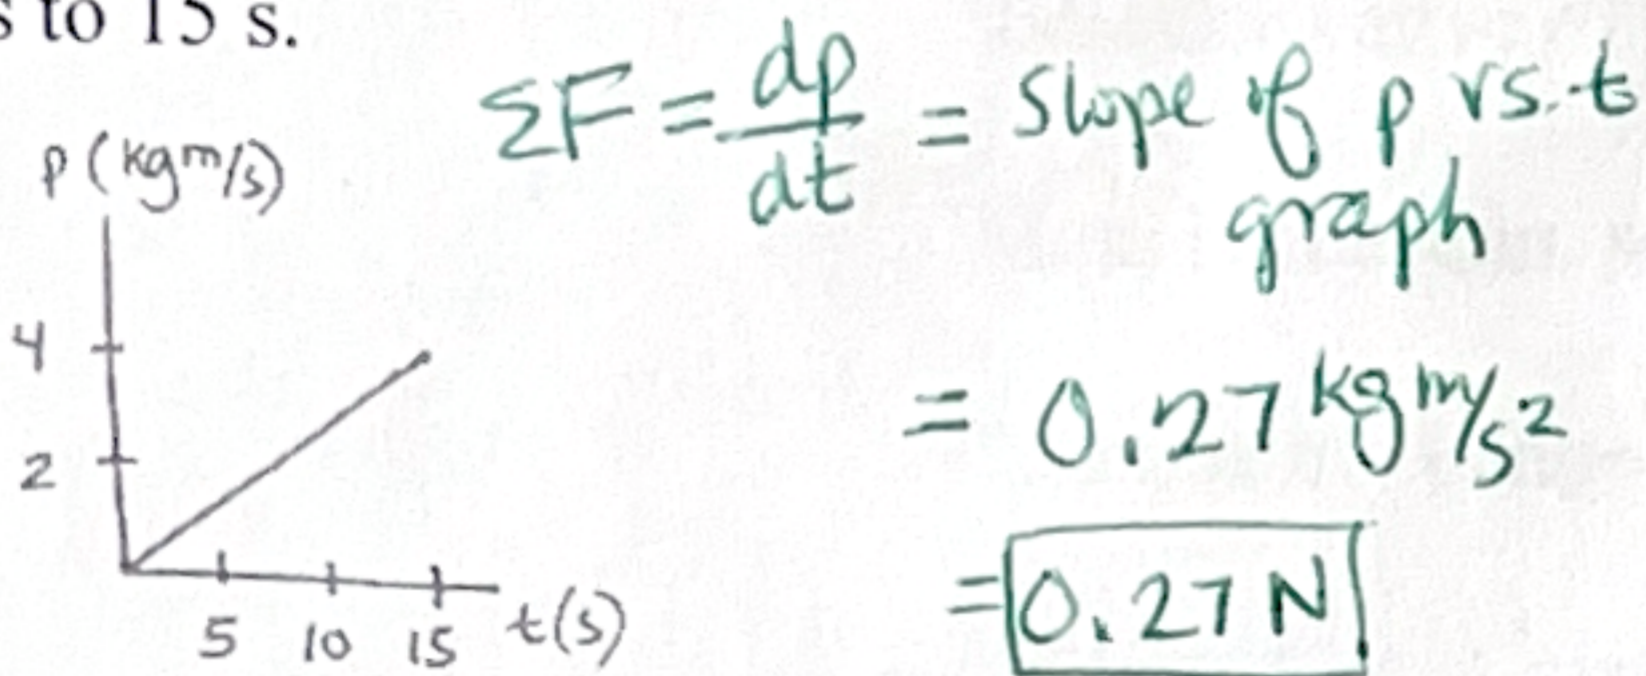 s to 15 s.
ΣF = dp/dt = slope of p vs. t
graph
P (kgm/s)
4
= 0.27 kg m/s²
2
= 0.27 N
5 10 15 t(s)